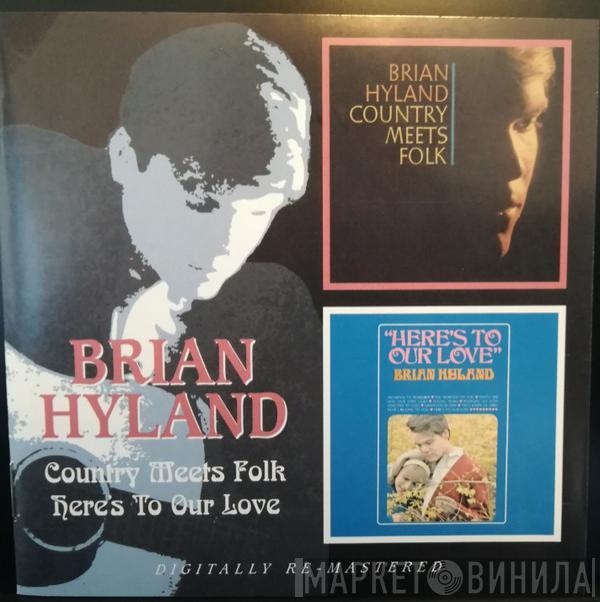 BRIAN
HYLAND
COUNTRY
MEETS
FOLK
BRIAN
HYLAND
Country Meets Folk
Here's To Our Love
"HERE'S TO
OUR LOVE"
BRIAN HYLAND
DIGITALLY RE-MASTERED
МАРКЕТ ВИНИЛА